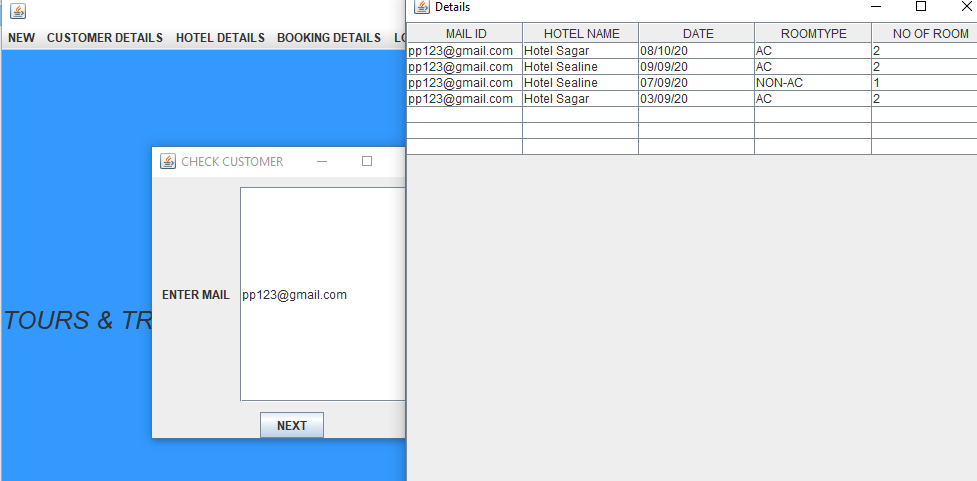 Details
NEW CUSTOMER DETAILS HOTEL DETAILS BOOKING DETAILS
MAIL ID HOTEL NAME DATE ROOMTYPE NO OF ROOM
pp123@gmail.com Hotel Sagar 08/10/20 AC 2
pp123@gmail.com Hotel Sealine 09/09/20 AC 2
pp123@gmail.com Hotel Sealine 07/09/20 NON-AC 1
pp123@gmail.com Hotel Sagar 03/09/20 AC 2
CHECK CUSTOMER
ENTER MAIL pp123@gmail.com
TOURS & TR
NEXT